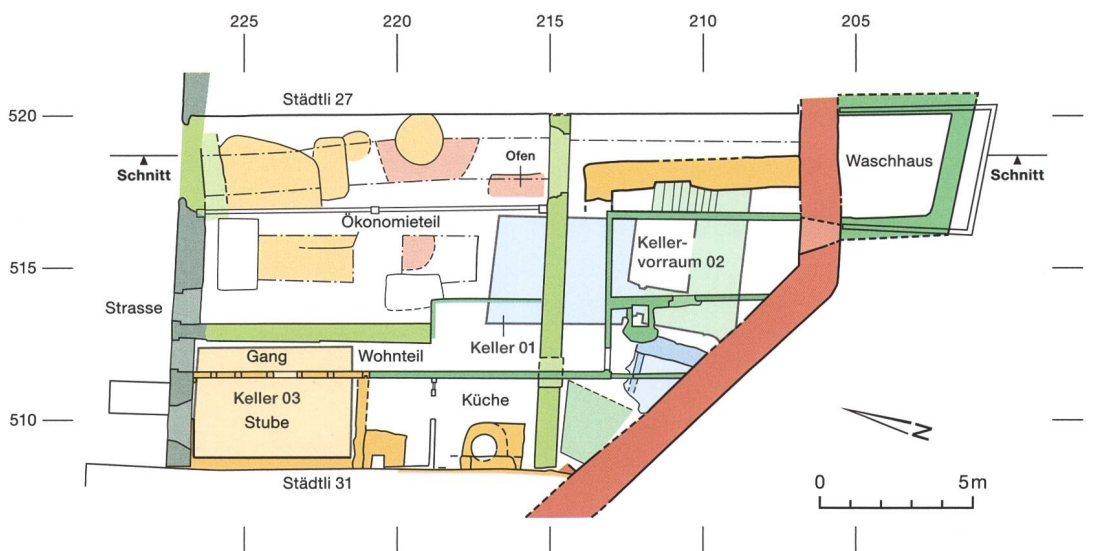 225 220 215 210 205
520
Städtli 27
Schnitt
Ofen
Waschhaus
Schnitt
Ökonomieteil
515
Keller-
vorraum 02
Strasse
Keller 01
Gang
Wohnteil
Keller 03
Stube
Küche
510
N
Städtli 31
0 5m